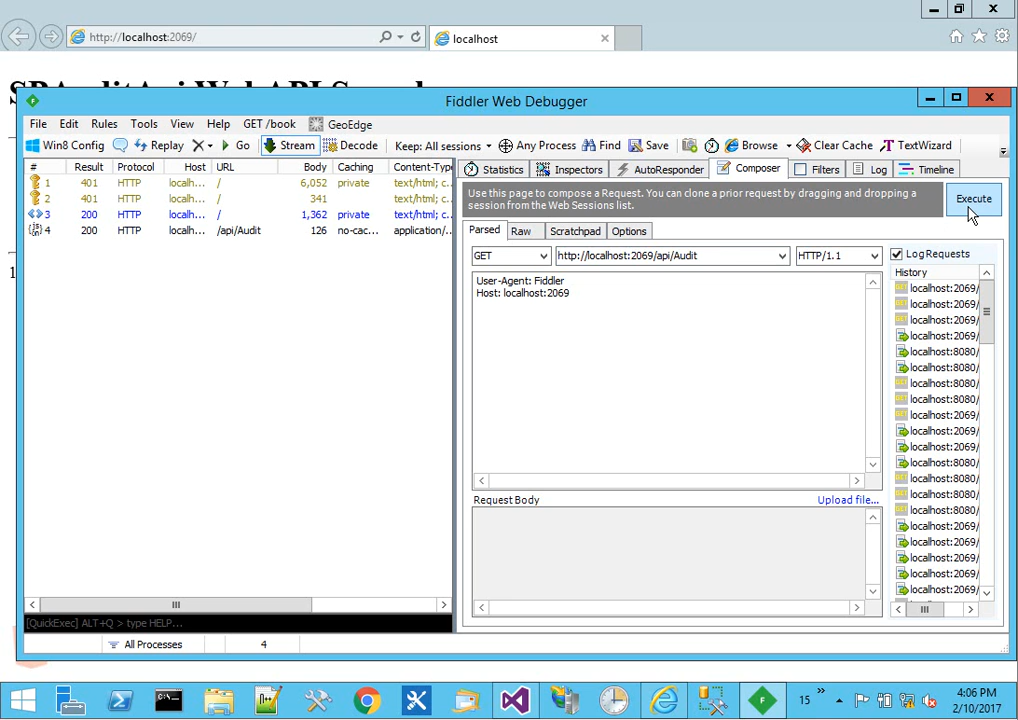 http://localhost:2069/
localhost
Fiddler Web Debugger
File Edit Rules Tools View Help GET /book GeoEdge
Win8 Config Replay Go Stream Decode Keep: All sessions Any Process Find Save Browse Clear Cache TextWizard
# Result Protocol Host URL Body Caching Content-Type
1 401 HTTP localh... / 6,052 private text/html; c...
2 401 HTTP localh... / 341 text/html; c...
3 200 HTTP localh... / 1,362 private text/html; c...
4 200 HTTP localh... /api/Audit 126 no-cac... application/...
[QuickExec] ALT+Q > type HELP...
All Processes 4
Statistics Inspectors AutoResponder Composer Filters Log Timeline
Use this page to compose a Request. You can clone a prior request by dragging and dropping a
session from the Web Sessions list.
Execute
Parsed Raw Scratchpad Options
GET http://localhost:2069/api/Audit HTTP/1.1
Log Requests
User-Agent: Fiddler
Host: localhost:2069
Request Body Upload file...
History
localhost:2069/
localhost:2069/
localhost:2069/
localhost:2069/
localhost:8080/
localhost:8080/
localhost:8080/
localhost:8080/
localhost:2069/
localhost:2069/
localhost:2069/
localhost:8080/
localhost:8080/
localhost:8080/
localhost:8080/
localhost:2069/
localhost:2069/
localhost:2069/
localhost:2069/
localhost:2069/
15
4:06 PM
2/10/2017